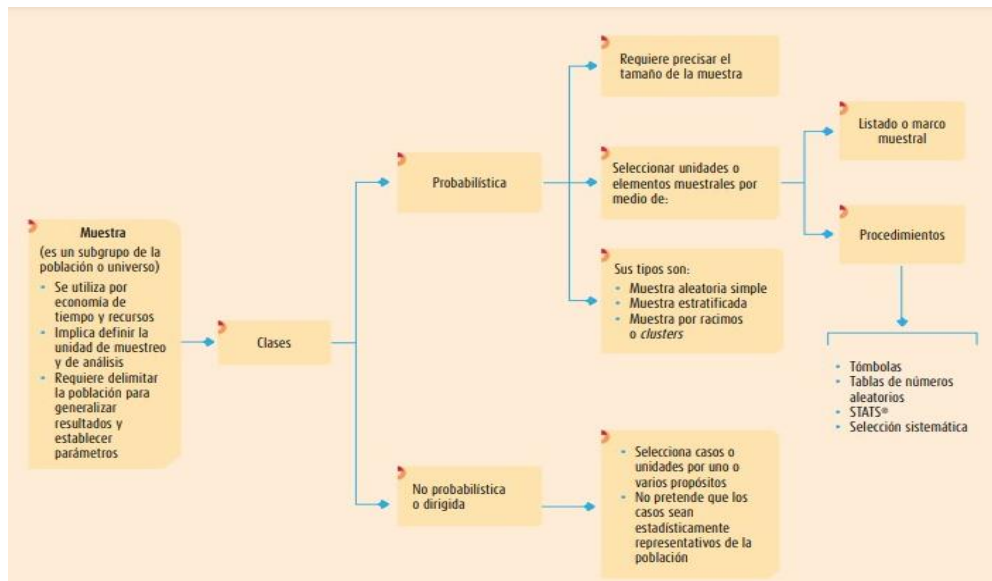 Muestra
(es un subgrupo de la
población o universo)
• Se utiliza por
economía de
tiempo y recursos
• Implica definir la
unidad de muestreo
y de análisis
• Requiere delimitar
la población para
generalizar
resultados y
establecer
parámetros
Clases
Probabilística
Requiere precisar el
tamaño de la muestra
Seleccionar unidades o
elementos muestrales por
medio de:
Listado o marco
muestral
Procedimientos
• Tómbolas
• Tablas de números
aleatorios
• STATS®
• Selección sistemática
Sus tipos son:
• Muestra aleatoria simple
• Muestra estratificada
• Muestra por racimos
o clusters
No probabilística
o dirigida
• Selecciona casos o
unidades por uno o
varios propósitos
• No pretende que los
casos sean
estadísticamente
representativos de la
población